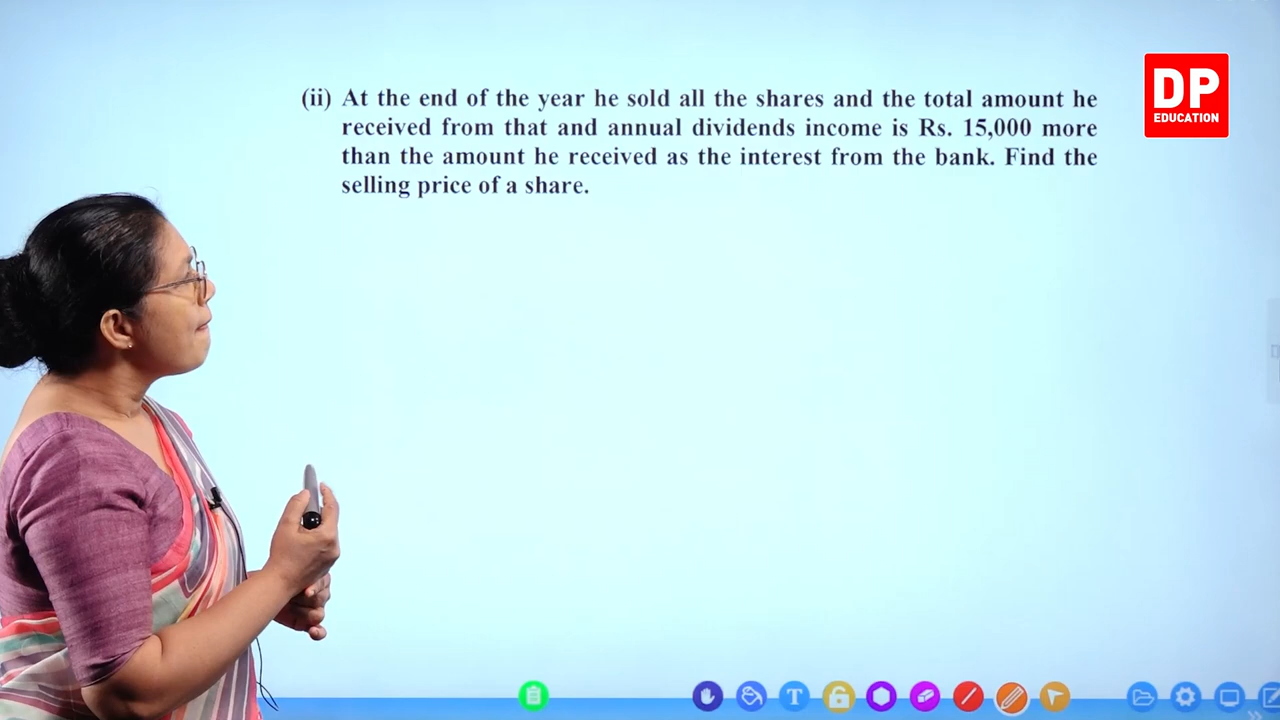 DP
EDUCATION
(ii) At the end of the year he sold all the shares and the total amount he
received from that and annual dividends income is Rs. 15,000 more
than the amount he received as the interest from the bank. Find the
selling price of a share.
T